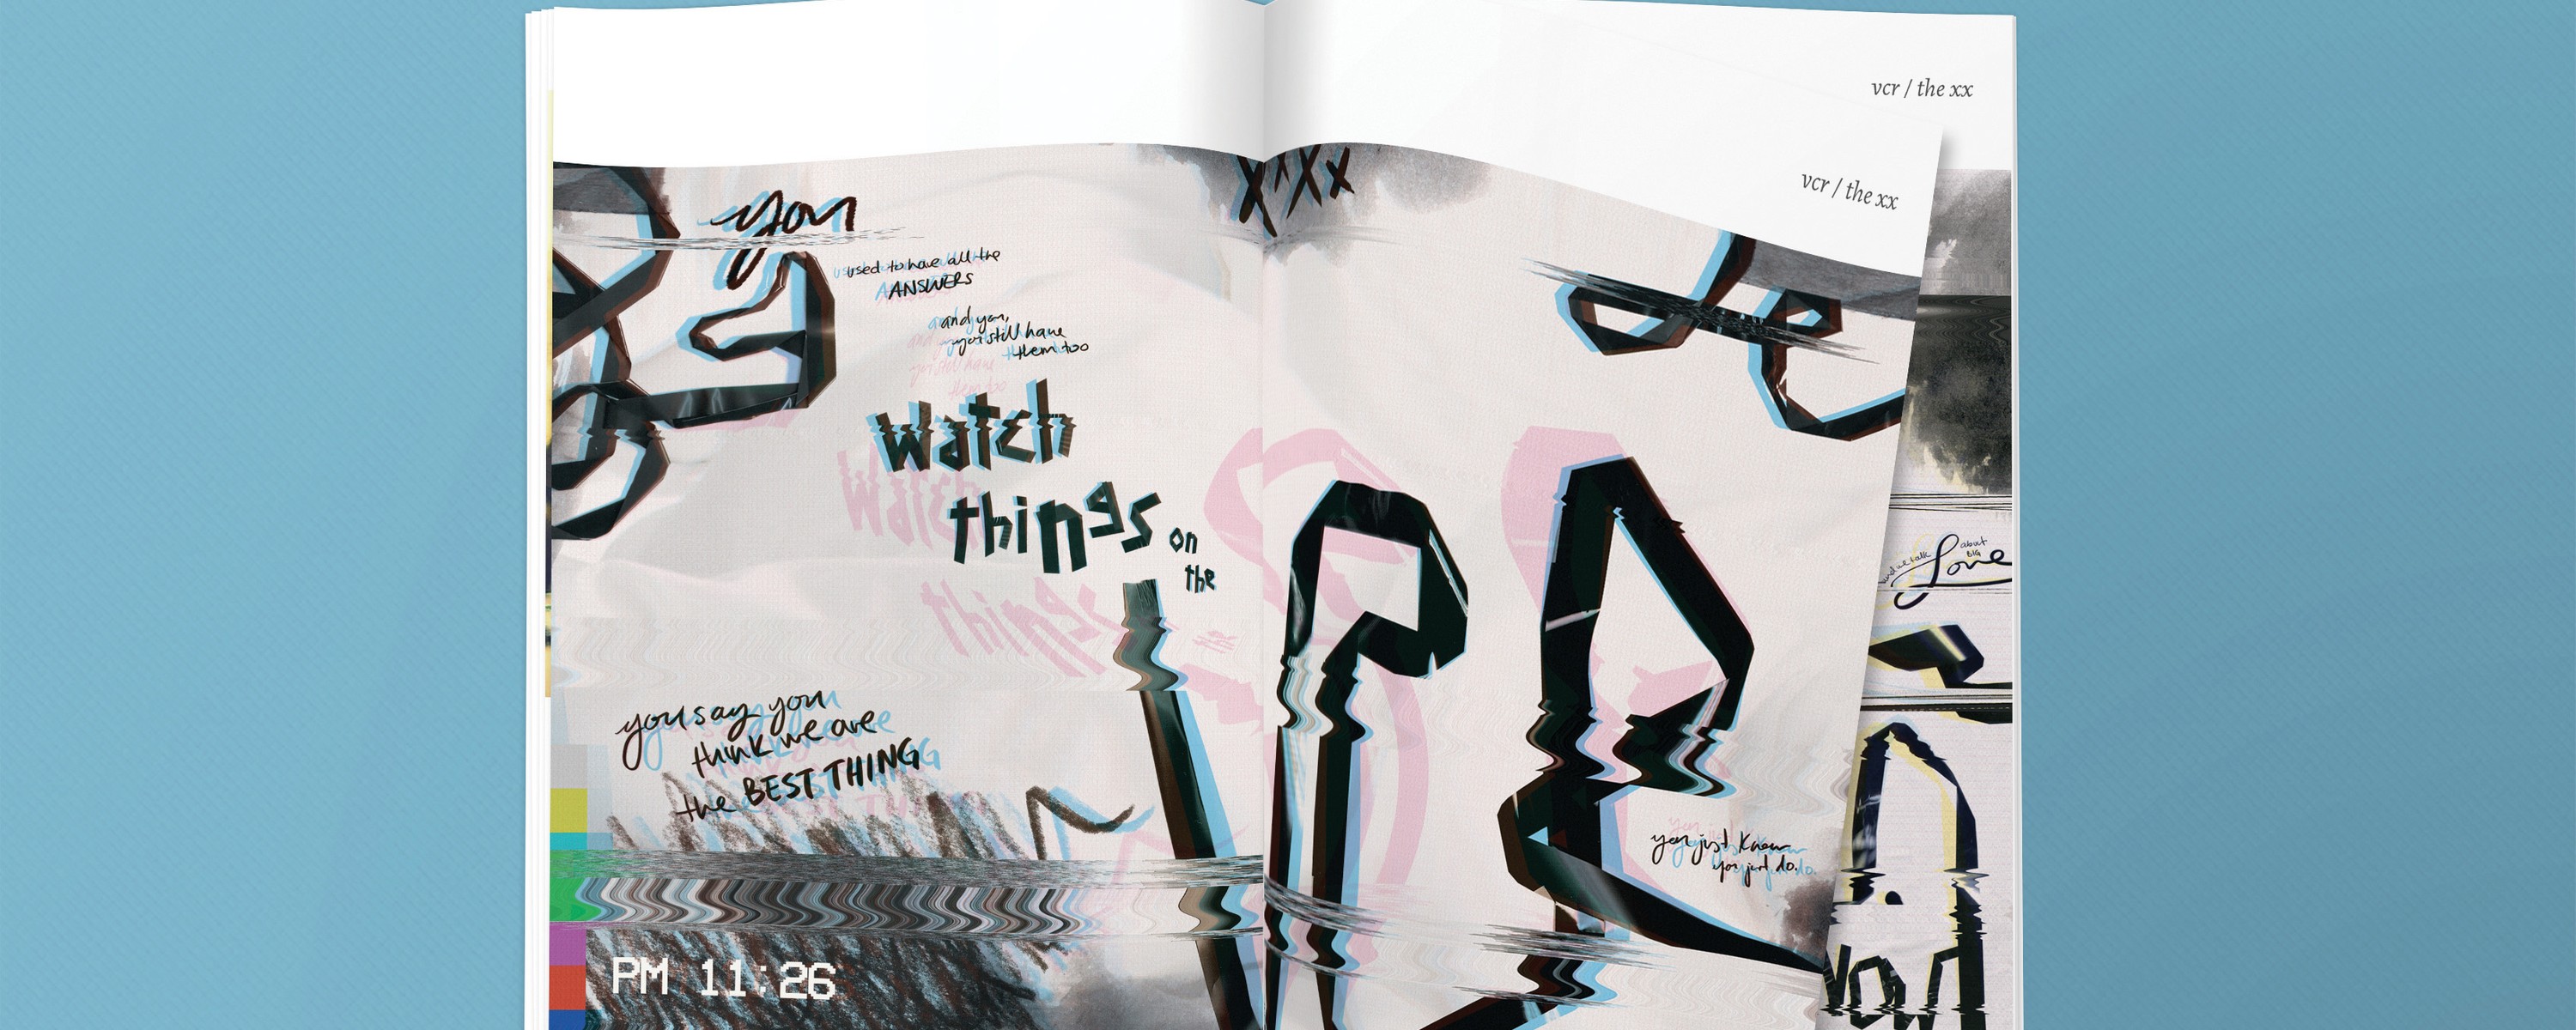 vcr / the xx
vcr / the xx
xxxx
you
used to have all the
ANSWERS
and you,
you still have
them too
Watch
things on
the
VCR
you say you
think we are
the BEST THING
you just know
you just do.
PM 11:26
and we talk about
BIG
Love